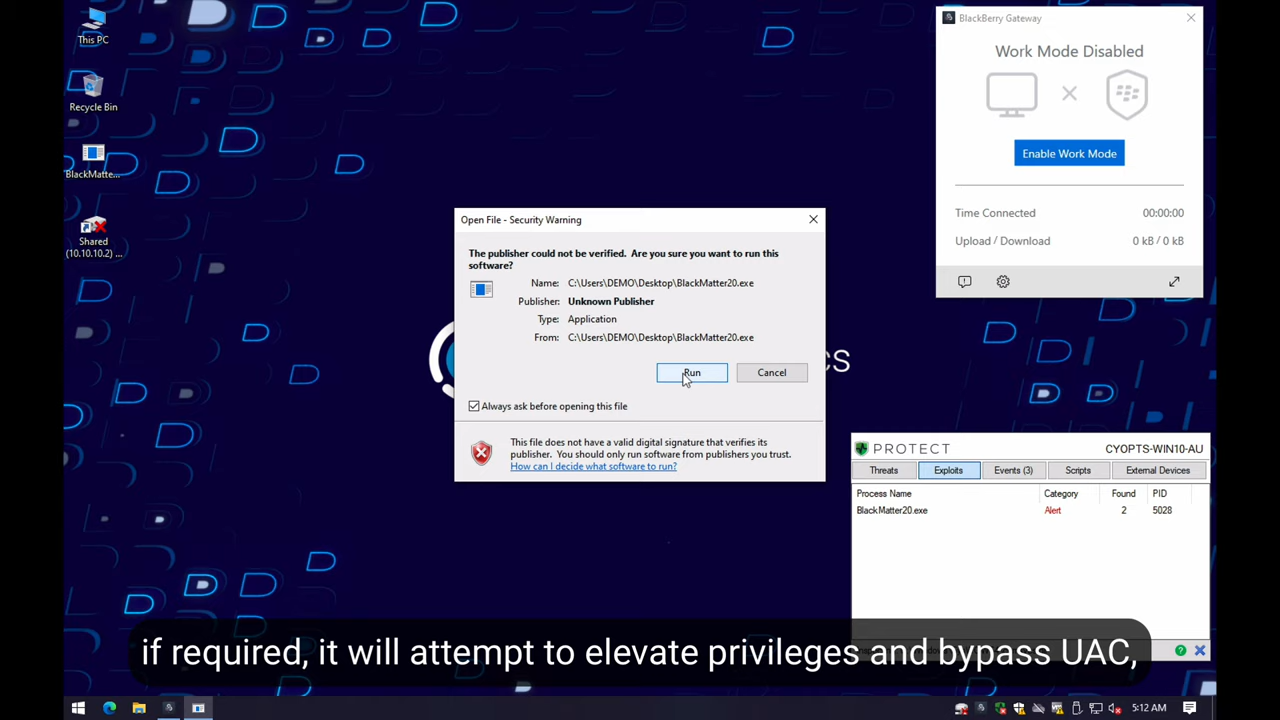 This PC
Recycle Bin
BlackMatte...
Shared
(10.10.10.2) ...
BlackBerry Gateway
Work Mode Disabled
Enable Work Mode
Time Connected 00:00:00
Upload / Download 0 kB / 0 kB
Open File - Security Warning
The publisher could not be verified. Are you sure you want to run this
software?
Name: C:\Users\DEMO\Desktop\BlackMatter20.exe
Publisher: Unknown Publisher
Type: Application
From: C:\Users\DEMO\Desktop\BlackMatter20.exe
Run Cancel
Always ask before opening this file
This file does not have a valid digital signature that verifies its
publisher. You should only run software from publishers you trust.
How can I decide what software to run?
CS
PROTECT CYOPTS-WIN10-AU
Threats Exploits Events (3) Scripts External Devices
Process Name Category Found PID
BlackMatter20.exe Alert 2 5028
if required, it will attempt to elevate privileges and bypass UAC,
5:12 AM